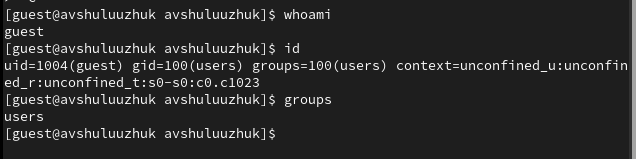 [guest@avshuluuzhuk avshuluuzhuk]$ whoami
guest
[guest@avshuluuzhuk avshuluuzhuk]$ id
uid=1004(guest) gid=100(users) groups=100(users) context=unconfined_u:unconfin
ed_r:unconfined_t:s0-s0:c0.c1023
[guest@avshuluuzhuk avshuluuzhuk]$ groups
users
[guest@avshuluuzhuk avshuluuzhuk]$